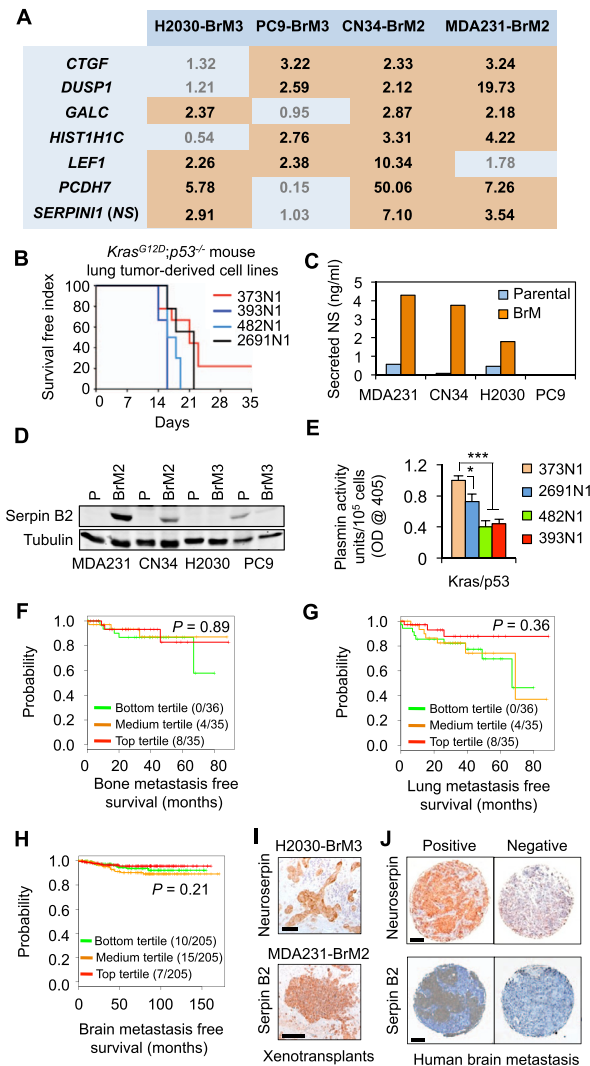 A
H2030-BrM3 PC9-BrM3 CN34-BrM2 MDA231-BrM2
CTGF 1.32 3.22 2.33 3.24
DUSP1 1.21 2.59 2.12 19.73
GALC 2.37 0.95 2.87 2.18
HIST1H1C 0.54 2.76 3.31 4.22
LEF1 2.26 2.38 10.34 1.78
PCDH7 5.78 0.15 50.06 7.26
SERPINI1 (NS) 2.91 1.03 7.10 3.54
B
KrasG12D;p53-/- mouse
lung tumor-derived cell lines
Survival free index
100
80
60
40
20
0
0 7 14 21 28 35
Days
373N1
393N1
482N1
2691N1
C
Secreted NS (ng/ml)
5
4
3
2
1
0
Parental
BrM
MDA231 CN34 H2030 PC9
D
P BrM2 P BrM2 P BrM3 P BrM3
Serpin B2
Tubulin
MDA231 CN34 H2030 PC9
E
Plasmin activity
units/10⁵ cells
(OD @ 405)
1.2
0.8
0.4
0
***
*
Kras/p53
373N1
2691N1
482N1
393N1
F
P = 0.89
Probability
1.0
0.8
0.6
0.4
0.2
0.0
Bottom tertile (0/36)
Medium tertile (4/35)
Top tertile (8/35)
0 20 40 60 80
Bone metastasis free
survival (months)
G
P = 0.36
Probability
1.0
0.8
0.6
0.4
0.2
0.0
Bottom tertile (0/36)
Medium tertile (4/35)
Top tertile (8/35)
0 20 40 60 80
Lung metastasis free
survival (months)
H
P = 0.21
Probability
1.0
0.8
0.6
0.4
0.2
0.0
Bottom tertile (10/205)
Medium tertile (15/205)
Top tertile (7/205)
0 50 100 150
Brain metastasis free
survival (months)
I
H2030-BrM3
Neuroserpin
MDA231-BrM2
Serpin B2
Xenotransplants
J
Positive Negative
Neuroserpin
Serpin B2
Human brain metastasis